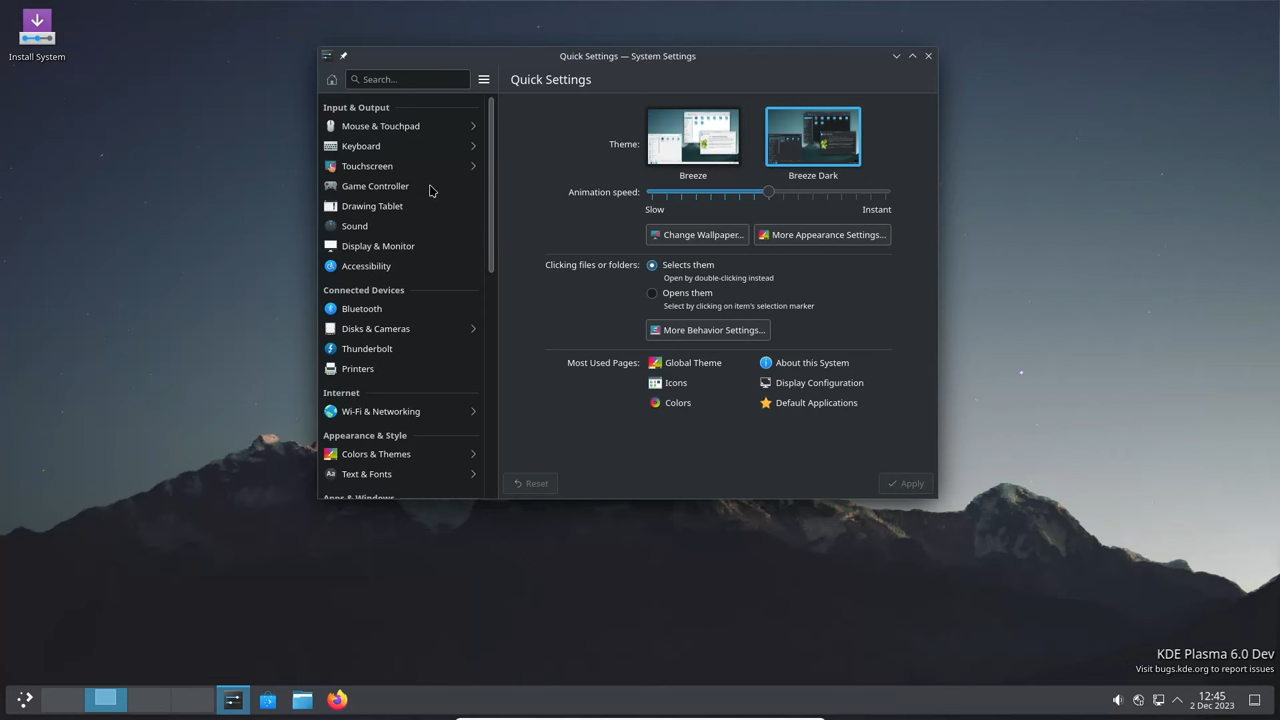 Install System
Quick Settings — System Settings
Search...
Quick Settings
Input & Output
Mouse & Touchpad
Keyboard
Touchscreen
Game Controller
Drawing Tablet
Sound
Display & Monitor
Accessibility
Connected Devices
Bluetooth
Disks & Cameras
Thunderbolt
Printers
Internet
Wi-Fi & Networking
Appearance & Style
Colors & Themes
Aa Text & Fonts
Apps & Windows
Theme:
Breeze
Breeze Dark
Animation speed:
Slow
Instant
Change Wallpaper...
More Appearance Settings...
Clicking files or folders:
Selects them
Open by double-clicking instead
Opens them
Select by clicking on item's selection marker
More Behavior Settings...
Most Used Pages:
Global Theme
About this System
Icons
Display Configuration
Colors
Default Applications
Reset
Apply
KDE Plasma 6.0 Dev
Visit bugs.kde.org to report issues
12:45
2 Dec 2023